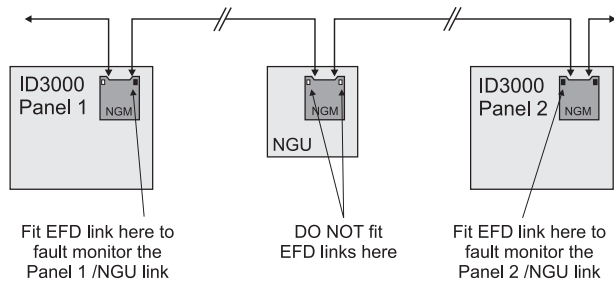 ID3000
Panel 1
NGM
NGU
NGM
ID3000
Panel 2
NGM
Fit EFD link here to
fault monitor the
Panel 1 /NGU link
DO NOT fit
EFD links here
Fit EFD link here to
fault monitor the
Panel 2 /NGU link